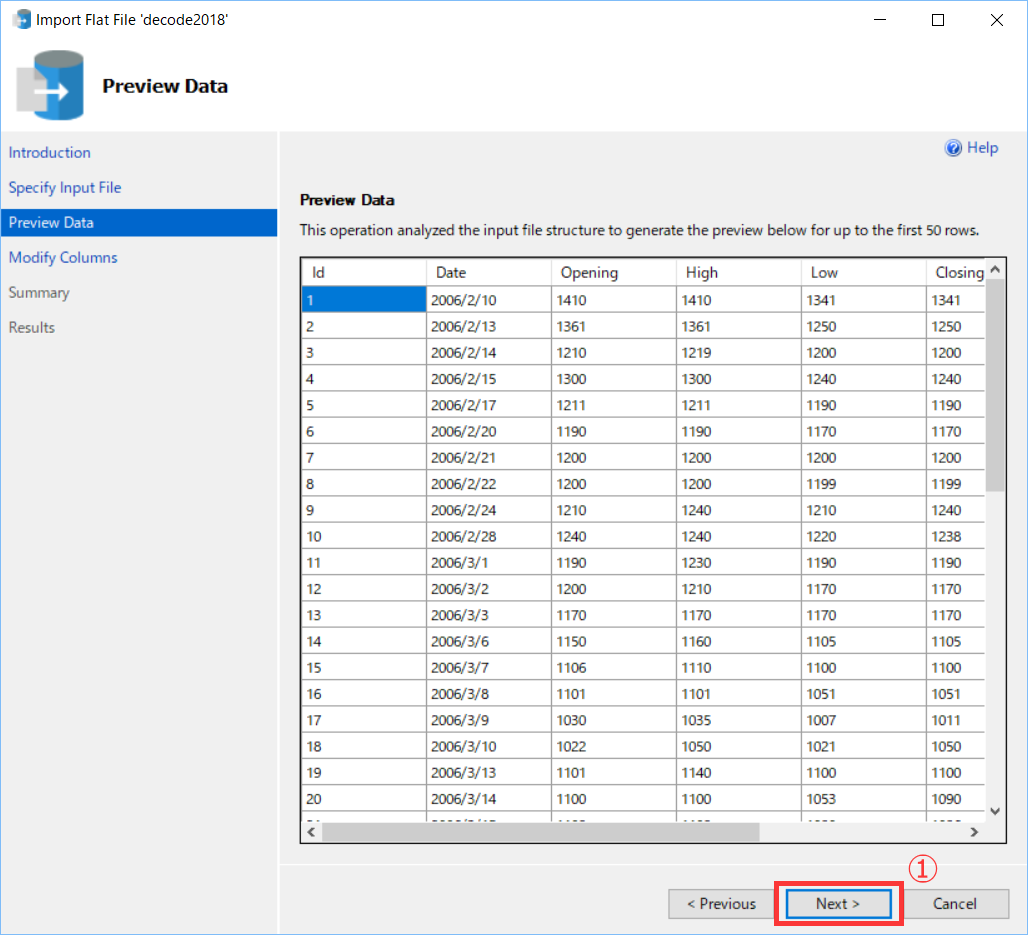 Import Flat File 'decode2018'
Preview Data
Introduction
Specify Input File
Preview Data
Modify Columns
Summary
Results
Help
Preview Data
This operation analyzed the input file structure to generate the preview below for up to the first 50 rows.
Id Date Opening High Low Closing
1 2006/2/10 1410 1410 1341 1341
2 2006/2/13 1361 1361 1250 1250
3 2006/2/14 1210 1219 1200 1200
4 2006/2/15 1300 1300 1240 1240
5 2006/2/17 1211 1211 1190 1190
6 2006/2/20 1190 1190 1170 1170
7 2006/2/21 1200 1200 1200 1200
8 2006/2/22 1200 1200 1199 1199
9 2006/2/24 1210 1240 1210 1240
10 2006/2/28 1240 1240 1220 1238
11 2006/3/1 1190 1230 1190 1190
12 2006/3/2 1200 1210 1170 1170
13 2006/3/3 1170 1170 1170 1170
14 2006/3/6 1150 1160 1105 1105
15 2006/3/7 1106 1110 1100 1100
16 2006/3/8 1101 1101 1051 1051
17 2006/3/9 1030 1035 1007 1011
18 2006/3/10 1022 1050 1021 1050
19 2006/3/13 1101 1140 1100 1100
20 2006/3/14 1100 1100 1053 1090
①
< Previous Next > Cancel